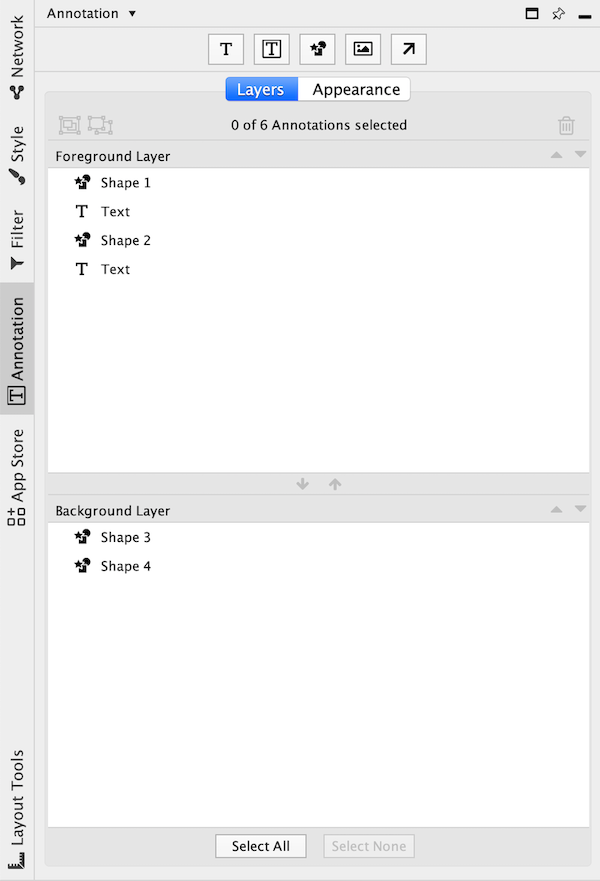 Annotation ▼
Network
Style
Filter
Annotation
App Store
Layout Tools
T
T
Layers
Appearance
0 of 6 Annotations selected
Foreground Layer
Shape 1
T Text
Shape 2
T Text
Background Layer
Shape 3
Shape 4
Select All
Select None